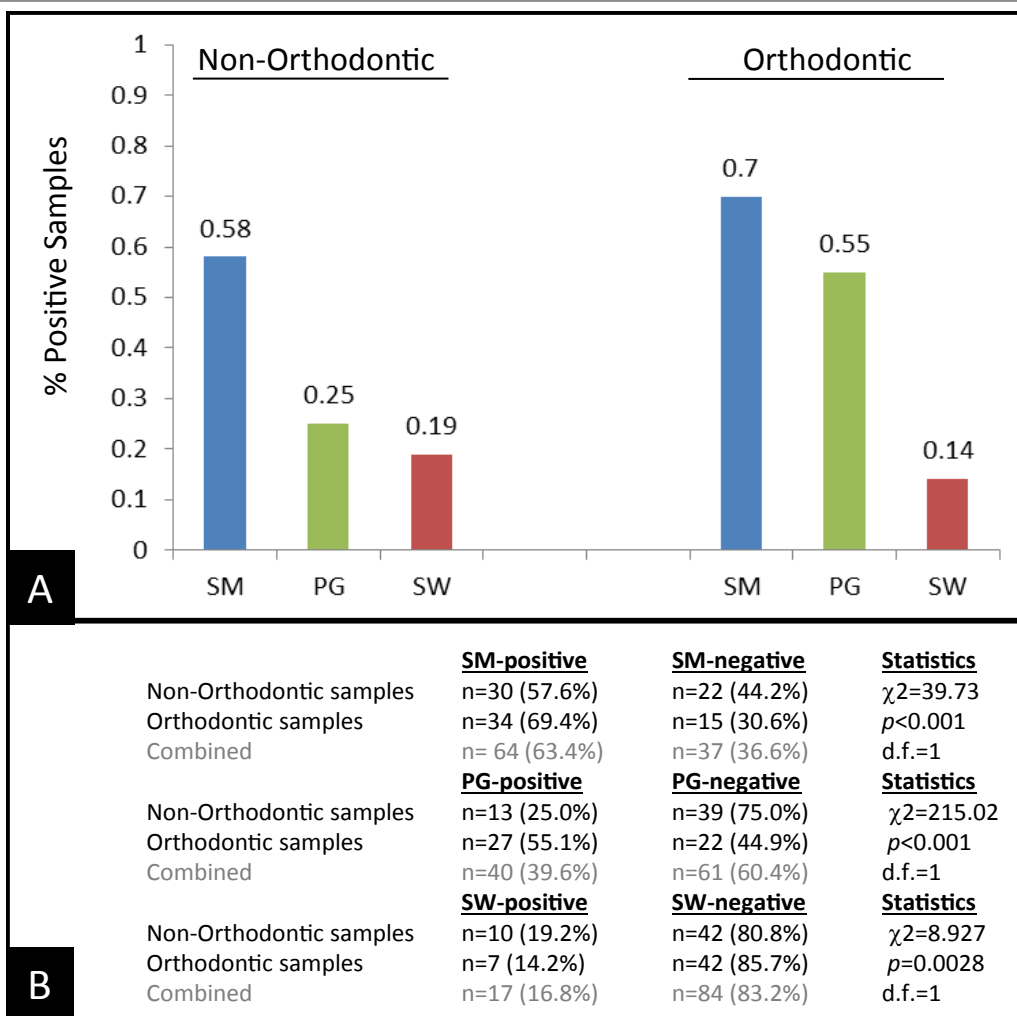 Non-Orthodontic Orthodontic
% Positive Samples
1
0.9
0.8
0.7
0.6
0.5
0.4
0.3
0.2
0.1
0
0.58
0.25
0.19
0.7
0.55
0.14
SM PG SW SM PG SW
A
SM-positive SM-negative Statistics
Non-Orthodontic samples n=30 (57.6%) n=22 (44.2%) χ2=39.73
Orthodontic samples n=34 (69.4%) n=15 (30.6%) p<0.001
Combined n= 64 (63.4%) n=37 (36.6%) d.f.=1
PG-positive PG-negative Statistics
Non-Orthodontic samples n=13 (25.0%) n=39 (75.0%) χ2=215.02
Orthodontic samples n=27 (55.1%) n=22 (44.9%) p<0.001
Combined n=40 (39.6%) n=61 (60.4%) d.f.=1
SW-positive SW-negative Statistics
Non-Orthodontic samples n=10 (19.2%) n=42 (80.8%) χ2=8.927
Orthodontic samples n=7 (14.2%) n=42 (85.7%) p=0.0028
Combined n=17 (16.8%) n=84 (83.2%) d.f.=1
B